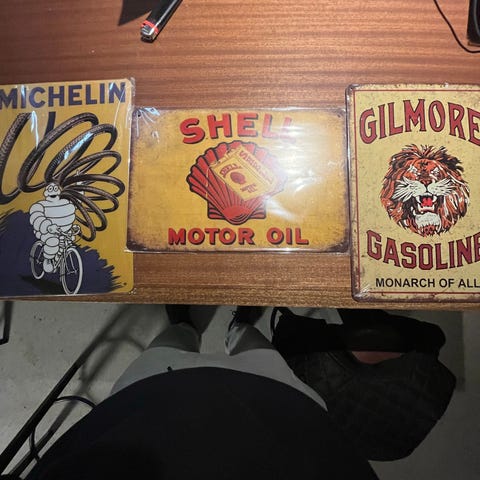 MICHELIN
SHELL
MOTOR OIL
GILMORE
GASOLINE
MONARCH OF ALL